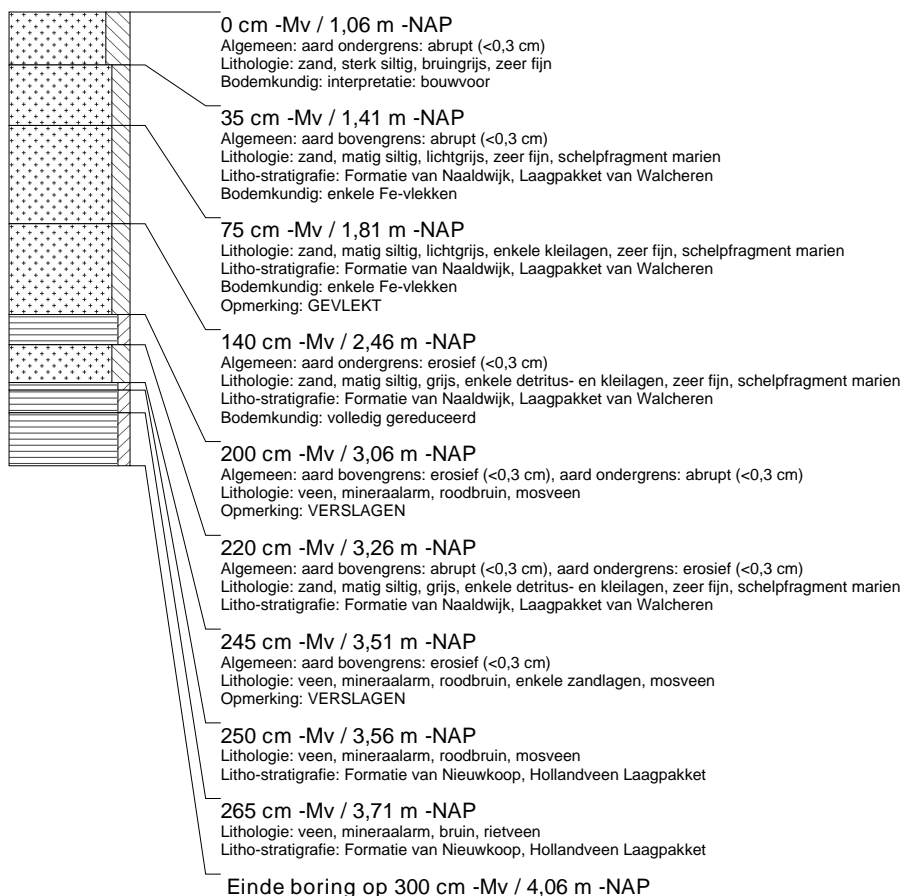 0 cm -Mv / 1,06 m -NAP
Algemeen: aard ondergrens: abrupt (<0,3 cm)
Lithologie: zand, sterk siltig, bruingrijs, zeer fijn
Bodemkundig: interpretatie: bouwvoor
35 cm -Mv / 1,41 m -NAP
Algemeen: aard bovengrens: abrupt (<0,3 cm)
Lithologie: zand, matig siltig, lichtgrijs, zeer fijn, schelpfragment marien
Litho-stratigrafie: Formatie van Naaldwijk, Laagpakket van Walcheren
Bodemkundig: enkele Fe-vlekken
75 cm -Mv / 1,81 m -NAP
Lithologie: zand, matig siltig, lichtgrijs, enkele kleilagen, zeer fijn, schelpfragment marien
Litho-stratigrafie: Formatie van Naaldwijk, Laagpakket van Walcheren
Bodemkundig: enkele Fe-vlekken
Opmerking: GEVLEKT
140 cm -Mv / 2,46 m -NAP
Algemeen: aard ondergrens: erosief (<0,3 cm)
Lithologie: zand, matig siltig, grijs, enkele detritus- en kleilagen, zeer fijn, schelpfragment marien
Litho-stratigrafie: Formatie van Naaldwijk, Laagpakket van Walcheren
Bodemkundig: volledig gereduceerd
200 cm -Mv / 3,06 m -NAP
Algemeen: aard bovengrens: erosief (<0,3 cm), aard ondergrens: abrupt (<0,3 cm)
Lithologie: veen, mineraalarm, roodbruin, mosveen
Opmerking: VERSLAGEN
220 cm -Mv / 3,26 m -NAP
Algemeen: aard bovengrens: abrupt (<0,3 cm), aard ondergrens: erosief (<0,3 cm)
Lithologie: zand, matig siltig, grijs, enkele detritus- en kleilagen, zeer fijn, schelpfragment marien
Litho-stratigrafie: Formatie van Naaldwijk, Laagpakket van Walcheren
245 cm -Mv / 3,51 m -NAP
Algemeen: aard bovengrens: erosief (<0,3 cm)
Lithologie: veen, mineraalarm, roodbruin, enkele zandlagen, mosveen
Opmerking: VERSLAGEN
250 cm -Mv / 3,56 m -NAP
Lithologie: veen, mineraalarm, roodbruin, mosveen
Litho-stratigrafie: Formatie van Nieuwkoop, Hollandveen Laagpakket
265 cm -Mv / 3,71 m -NAP
Lithologie: veen, mineraalarm, bruin, rietveen
Litho-stratigrafie: Formatie van Nieuwkoop, Hollandveen Laagpakket
Einde boring op 300 cm -Mv / 4,06 m -NAP